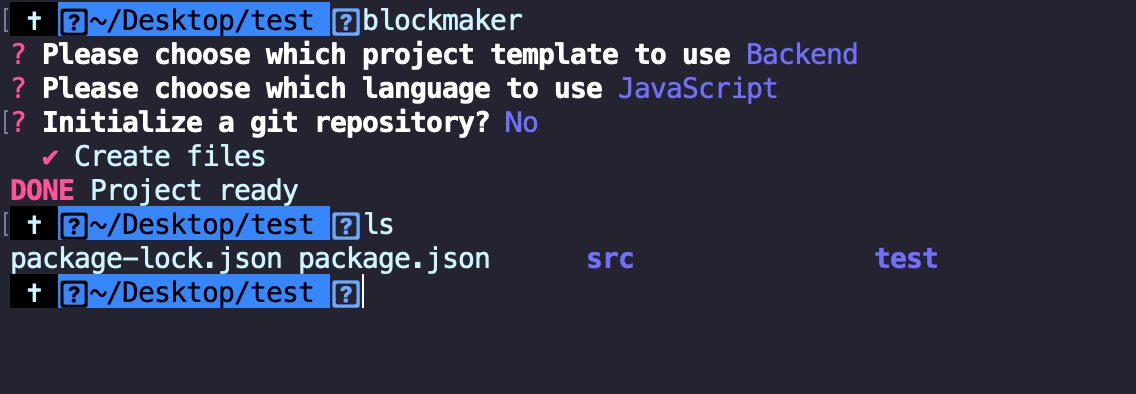 ✝ ~/Desktop/test blockmaker
? Please choose which project template to use Backend
? Please choose which language to use JavaScript
? Initialize a git repository? No
✔ Create files
DONE Project ready
✝ ~/Desktop/test ls
package-lock.json package.json src test
✝ ~/Desktop/test